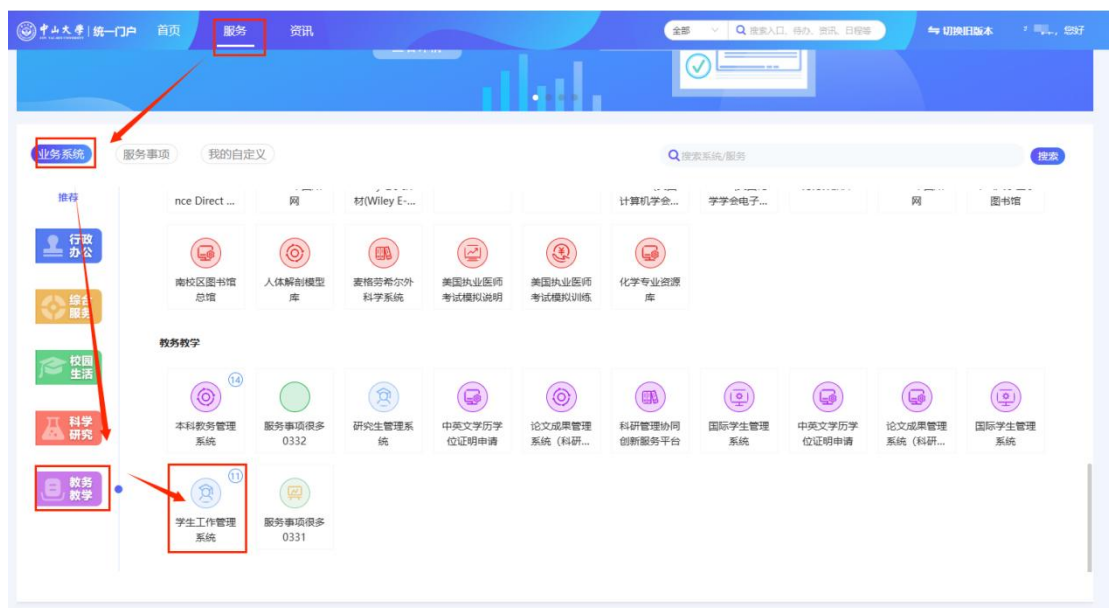 中山大學 | 统一门户 首页 服务 资讯 全部 搜索入口、待办、资讯、日程等 切换旧版本 , 您好
业务系统 服务事项 我的自定义 搜索系统/服务 搜索
推荐
行政
办公
综合
服务
校园
生活
科学
研究
教务
教学
nce Direct ...
网
材(Wiley E-...
计算机学会...
学学会电子...
网
图书馆
南校区图书馆
总馆
人体解剖模型
库
麦格劳希尔外
科学系统
美国执业医师
考试模拟说明
美国执业医师
考试模拟训练
化学专业资源
库
教务教学
14
本科教务管理
系统
服务事项很多
0332
研究生管理系
统
中英文学历学
位证明申请
论文成果管理
系统（科研...
科研管理协同
创新服务平台
国际学生管理
系统
中英文学历学
位证明申请
论文成果管理
系统（科研...
国际学生管理
系统
11
学生工作管理
系统
服务事项很多
0331